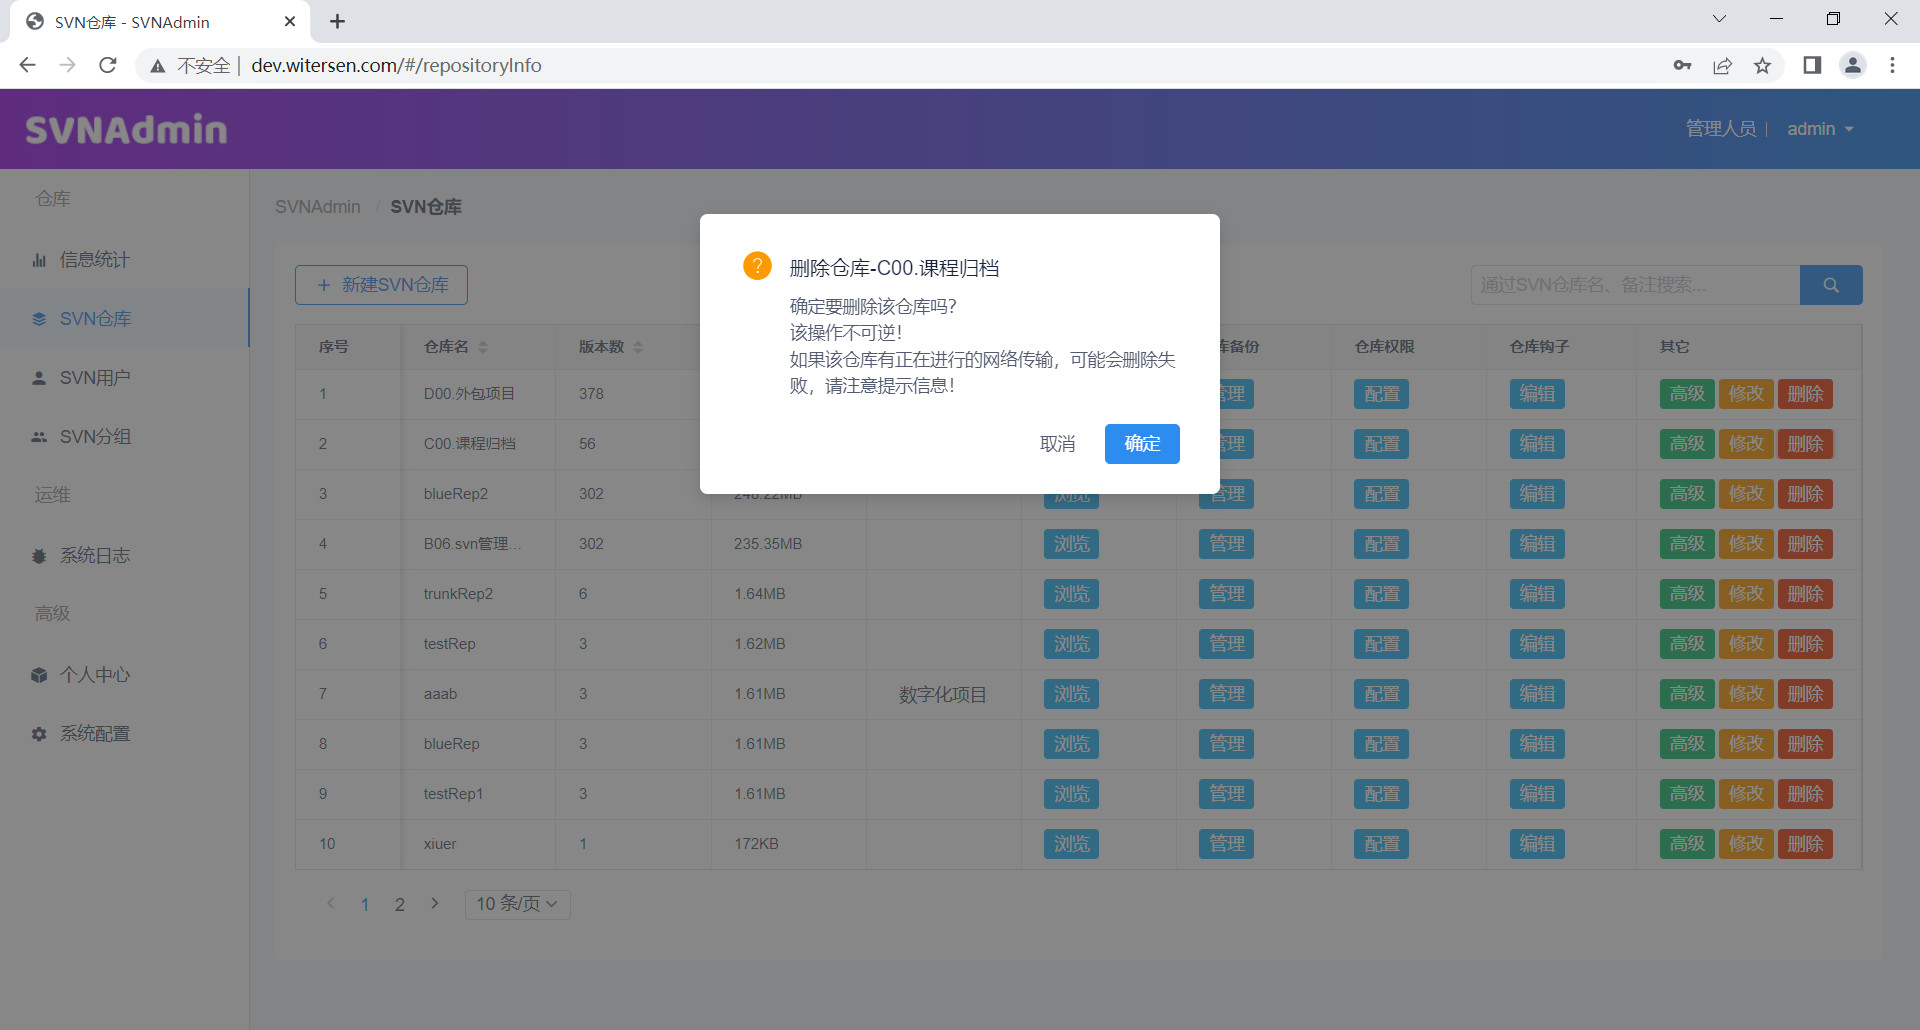 SVN仓库 - SVNAdmin
不安全 | dev.witersen.com/#/repositoryInfo
SVNAdmin
管理人员 | admin
仓库
信息统计
SVN仓库
SVN用户
SVN分组
运维
系统日志
高级
个人中心
系统配置
SVNAdmin / SVN仓库
+ 新建SVN仓库
通过SVN仓库名、备注搜索...
删除仓库-C00.课程归档
确定要删除该仓库吗?
该操作不可逆!
如果该仓库有正在进行的网络传输，可能会删除失
败，请注意提示信息!
取消 确定
序号 仓库名 版本数 库备份 仓库权限 仓库钩子 其它
1 D00.外包项目 378 管理 配置 编辑 高级 修改 删除
2 C00.课程归档 56 管理 配置 编辑 高级 修改 删除
3 blueRep2 302 248.22MB 浏览 管理 配置 编辑 高级 修改 删除
4 B06.svn管理... 302 235.35MB 浏览 管理 配置 编辑 高级 修改 删除
5 trunkRep2 6 1.64MB 浏览 管理 配置 编辑 高级 修改 删除
6 testRep 3 1.62MB 浏览 管理 配置 编辑 高级 修改 删除
7 aaab 3 1.61MB 数字化项目 浏览 管理 配置 编辑 高级 修改 删除
8 blueRep 3 1.61MB 浏览 管理 配置 编辑 高级 修改 删除
9 testRep1 3 1.61MB 浏览 管理 配置 编辑 高级 修改 删除
10 xiuer 1 172KB 浏览 管理 配置 编辑 高级 修改 删除
1 2 10 条/页